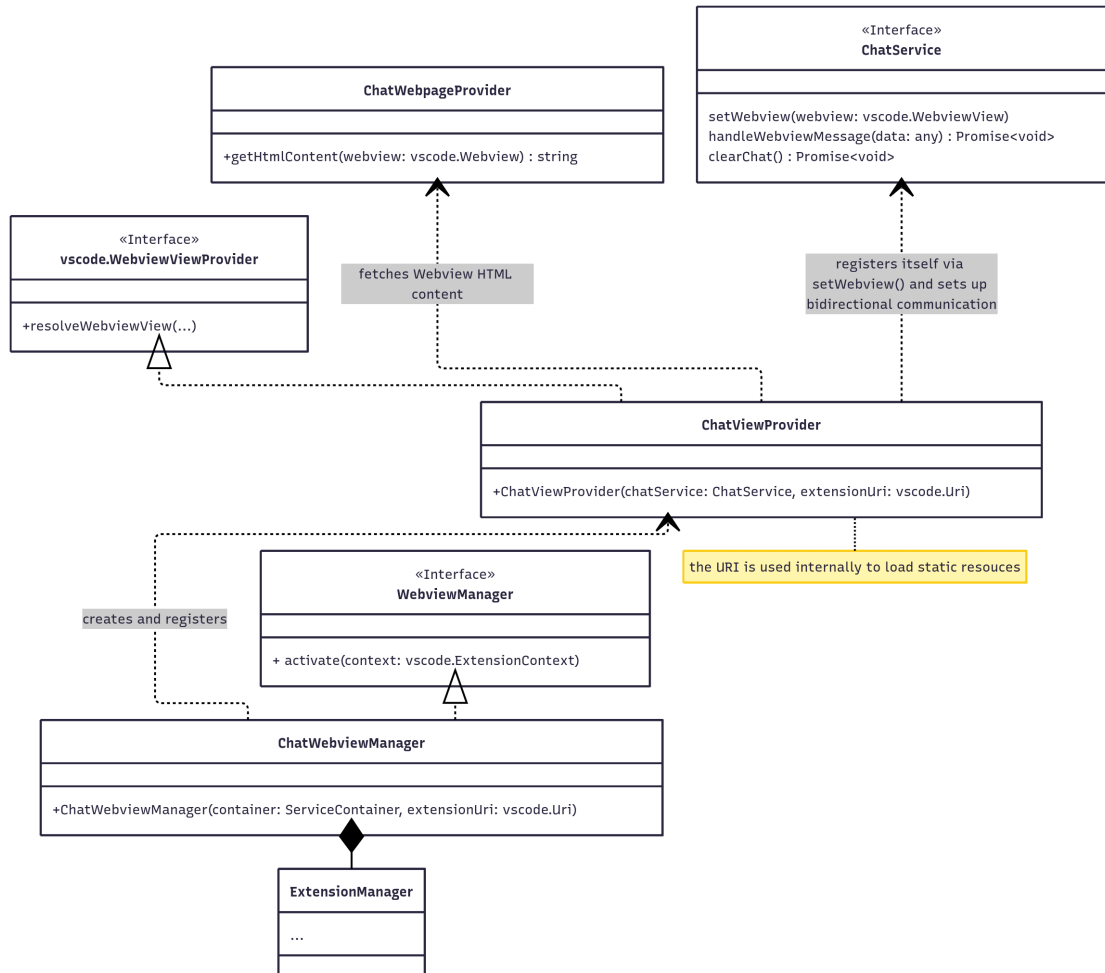 «Interface»
ChatService
setWebview(webview: vscode.WebviewView)
handleWebviewMessage(data: any) : Promise<void>
clearChat() : Promise<void>
ChatWebpageProvider
+getHtmlContent(webview: vscode.Webview) : string
«Interface»
vscode.WebviewViewProvider
+resolveWebviewView(...)
fetches Webview HTML
content
registers itself via
setWebview() and sets up
bidirectional communication
ChatViewProvider
+ChatViewProvider(chatService: ChatService, extensionUri: vscode.Uri)
the URI is used internally to load static resouces
creates and registers
«Interface»
WebviewManager
+ activate(context: vscode.ExtensionContext)
ChatWebviewManager
+ChatWebviewManager(container: ServiceContainer, extensionUri: vscode.Uri)
ExtensionManager
...